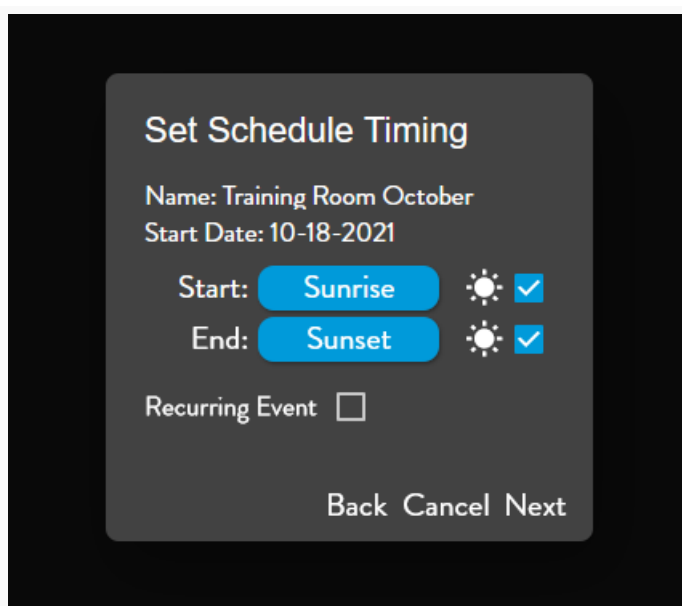 Set Schedule Timing
Name: Training Room October
Start Date: 10-18-2021
Start: Sunrise
End: Sunset
Recurring Event
Back Cancel Next